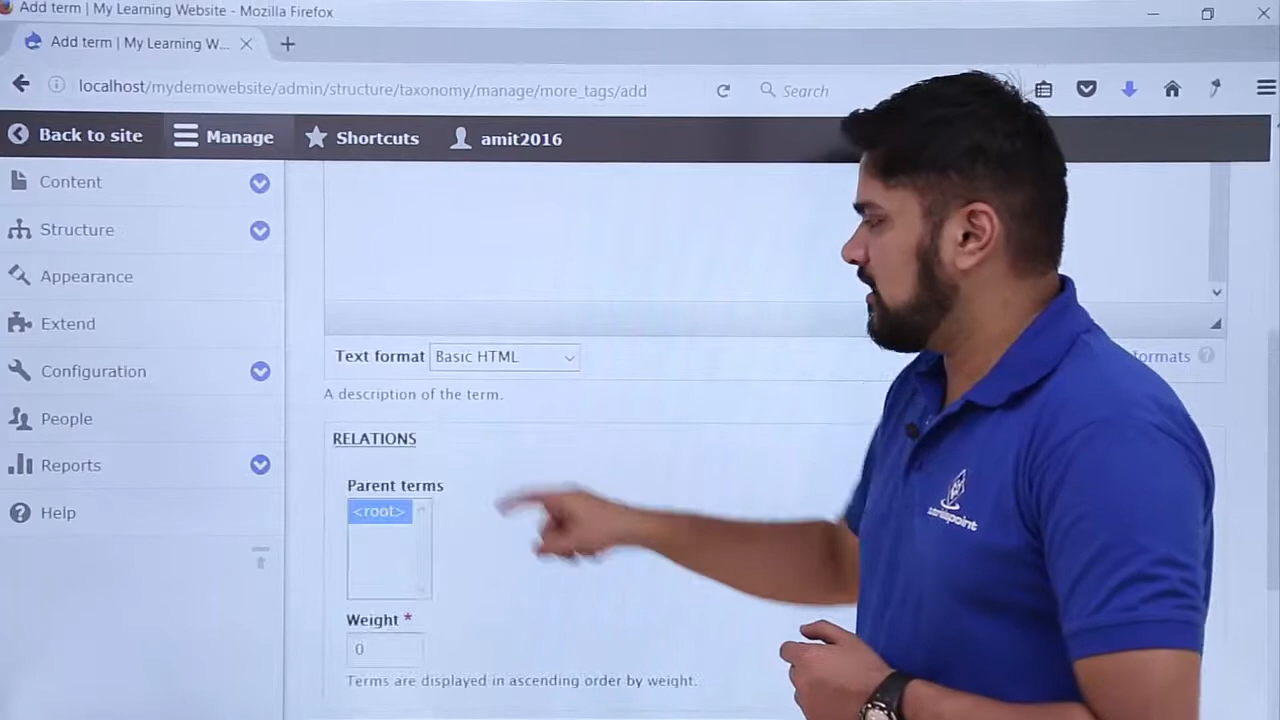 Add term | My Learning Website - Mozilla Firefox
Add term | My Learning W...
localhost/mydemowebsite/admin/structure/taxonomy/manage/more_tags/add
Search
Back to site
Manage
Shortcuts
amit2016
Content
Structure
Appearance
Extend
Configuration
People
Reports
Help
Text format Basic HTML
formats
A description of the term.
RELATIONS
Parent terms
<root>
Weight *
0
Terms are displayed in ascending order by weight.
tutorialspoint